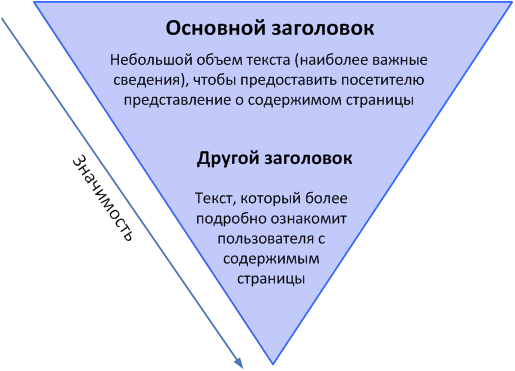 Основной заголовок
Небольшой объем текста (наиболее важные
сведения), чтобы предоставить посетителю
представление о содержимом страницы
Другой заголовок
Текст, который более
подробно ознакомит
пользователя с
содержимым
страницы
Значимость